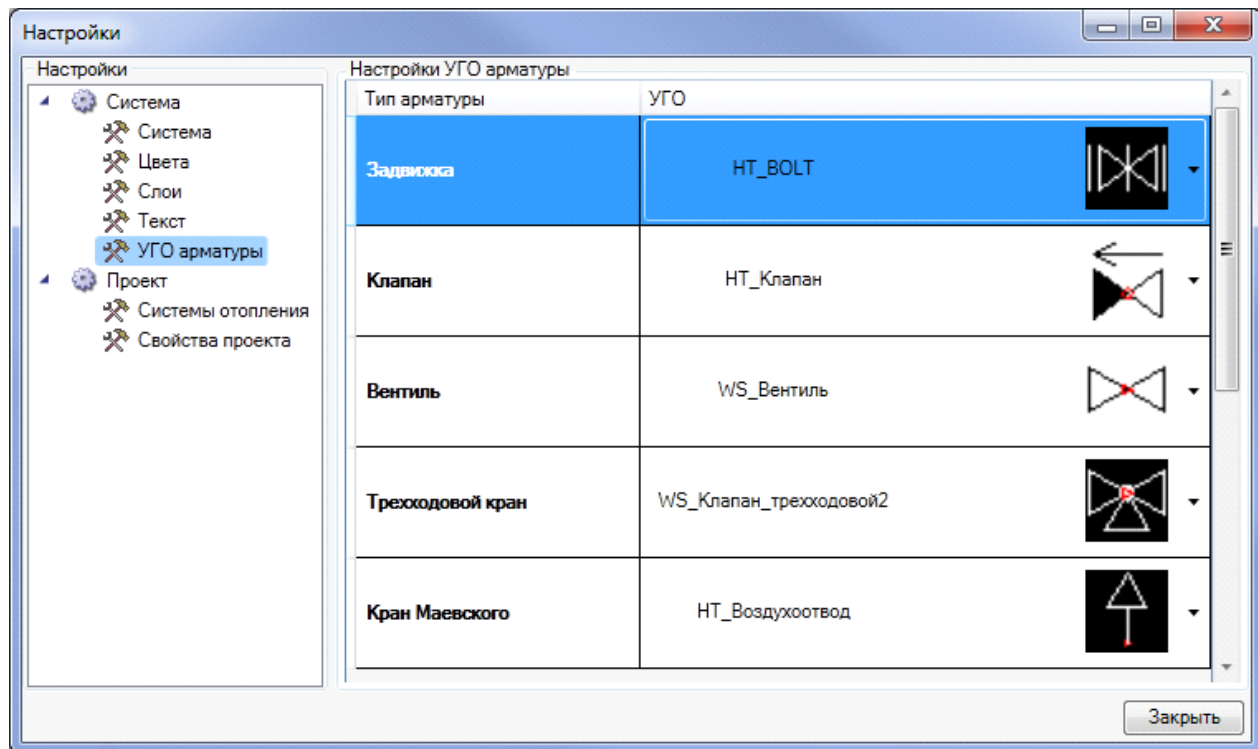 Настройки
Настройки
Система
Система
Цвета
Слои
Текст
УГО арматуры
Проект
Системы отопления
Свойства проекта
Настройки УГО арматуры
Тип арматуры УГО
Задвижка HT_BOLT
Клапан HT_Клапан
Вентиль WS_Вентиль
Трехходовой кран WS_Клапан_трехходовой2
Кран Маевского HT_Воздухоотвод
Закрыть